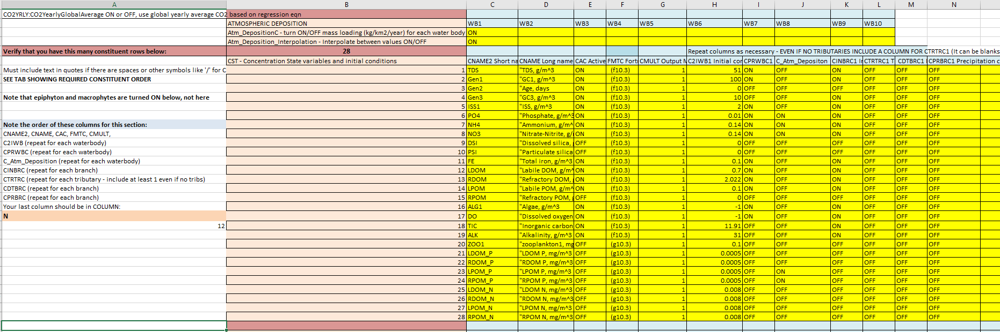 A B C D E F G H I J K L M N
CO2YRLY:CO2YearlyGlobalAverage ON or OFF, use global yearly average CO2 based on regression eqn
ATMOSPHERIC DEPOSITION WB1 WB2 WB3 WB4 WB5 WB6 WB7 WB8 WB9 WB10
Atm_DepositionC - turn ON/OFF mass loading (kg/km2/year) for each water body ON
Atm_Deposition_Interpolation - Interpolate between values ON/OFF ON
Verify that you have this many constituent rows below: 28 Repeat columns as necessary - EVEN IF NO TRIBUTARIES INCLUDE A COLUMN FOR CTRTRC1 (It can be blanks
CST - Concentration State variables and initial conditions CNAME2 Short na CNAME Long name CAC Active FMTC Fort CMULT Output M C2IWB1 Initial cor CPRWBC1 C_Atm_Depositon CINBRC1 Ir CTRTRC1 T CDTBRC1 CPRBRC1 Precipitation c
Must include text in quotes if there are spaces or other symbols like '/' for C 1 TDS "TDS, g/m^3 ON (f10.3) 1 51 ON OFF ON OFF OFF OFF
SEE TAB SHOWING REQUIRED CONSTITUENT ORDER 2 Gen1 "GC1, g/m^3 ON (f10.3) 1 100 ON OFF ON OFF OFF OFF
3 Gen2 "Age, days ON (f10.3) 1 0 OFF OFF OFF OFF OFF OFF
Note that epiphyton and macrophytes are turned ON below, not here 4 Gen3 "GC3, g/m^3 ON (f10.3) 1 10 OFF OFF ON OFF OFF OFF
5 ISS1 "ISS, g/m^3 ON (f10.3) 1 2 ON OFF ON OFF OFF OFF
6 PO4 "Phosphate, g/m^3 ON (f10.3) 1 0.01 ON ON ON OFF OFF OFF
Note the order of these columns for this section: 7 NH4 "Ammonium, g/m^ ON (f10.3) 1 0.14 ON ON ON OFF OFF OFF
CNAME2, CNAME, CAC, FMTC, CMULT, 8 NO3 "Nitrate-Nitrite, g/ ON (f10.3) 1 0.14 ON ON ON OFF OFF OFF
C2IWB (repeat for each waterbody) 9 DSI "Dissolved silica, OFF (f10.3) 1 0 OFF OFF OFF OFF OFF OFF
CPRWBC (repeat for each waterbody) 10 PSI "Particulate silica OFF (f10.3) 1 0 OFF OFF OFF OFF OFF OFF
C_Atm_Deposition (repeat for each waterbody) 11 FE "Total iron, g/m^3 ON (f10.3) 1 0.1 ON OFF ON OFF OFF OFF
CINBRC (repeat for each branch) 12 LDOM "Labile DOM, g/m^ ON (f10.3) 1 0.7 ON OFF ON OFF OFF OFF
CTRTRC (repeat for each tributary - include at least 1 even if no tribs) 13 RDOM "Refractory DOM, ON (f10.3) 1 2.022 ON OFF ON OFF OFF OFF
CDTBRC (repeat for each branch) 14 LPOM "Labile POM, g/m^ ON (f10.3) 1 0.1 ON OFF ON OFF OFF OFF
CPRBRC (repeat for each branch) 15 RPOM "Refractory POM, g OFF (f10.3) 1 0 OFF OFF OFF OFF OFF OFF
Your last column should be in COLUMN: 16 ALG1 "Algae, g/m^3 ON (f10.3) 1 -1 ON OFF ON OFF OFF OFF
N 17 DO "Dissolved oxygen ON (f10.3) 1 -1 ON OFF ON OFF OFF OFF
12 18 TIC "Inorganic carbon ON (f10.3) 1 11.91 OFF OFF ON OFF OFF OFF
19 ALK "Alkalinity, g/m^3 ON (f10.3) 1 31 OFF OFF ON OFF OFF OFF
20 ZOO1 "zooplankton1, mg OFF (g10.3) 1 0.1 OFF OFF OFF OFF OFF OFF
21 LDOM_P "LDOM P, mg/m^3 OFF (g10.3) 1 0.0005 OFF OFF OFF OFF OFF OFF
22 RDOM_P "RDOM P, mg/m^3 OFF (g10.3) 1 0.0005 OFF OFF OFF OFF OFF OFF
23 LPOM_P "LPOM P, mg/m^3 OFF (g10.3) 1 0.0005 OFF ON OFF OFF OFF OFF
24 RPOM_P "RPOM P, mg/m^3 OFF (g10.3) 1 0.0005 OFF ON OFF OFF OFF OFF
25 LDOM_N "LDOM N, mg/m^3 OFF (g10.3) 1 0.008 OFF OFF OFF OFF OFF OFF
26 RDOM_N "RDOM N, mg/m^3 OFF (g10.3) 1 0.008 OFF OFF OFF OFF OFF OFF
27 LPOM_N "LPOM N, mg/m^3 OFF (g10.3) 1 0.008 OFF OFF OFF OFF OFF OFF
28 RPOM_N "RPOM N, mg/m^3 OFF (g10.3) 1 0.008 OFF OFF OFF OFF OFF OFF